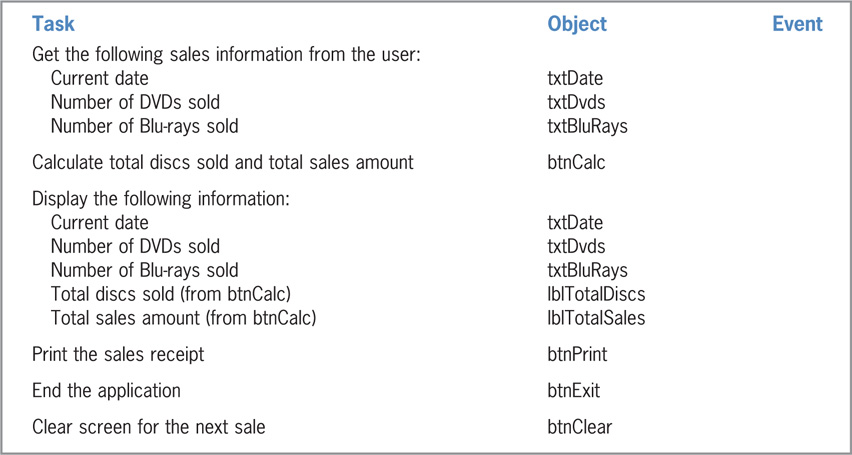 Task Object Event
Get the following sales information from the user:
Current date txtDate
Number of DVDs sold txtDvds
Number of Blu-rays sold txtBluRays
Calculate total discs sold and total sales amount btnCalc
Display the following information:
Current date txtDate
Number of DVDs sold txtDvds
Number of Blu-rays sold txtBluRays
Total discs sold (from btnCalc) lblTotalDiscs
Total sales amount (from btnCalc) lblTotalSales
Print the sales receipt btnPrint
End the application btnExit
Clear screen for the next sale btnClear